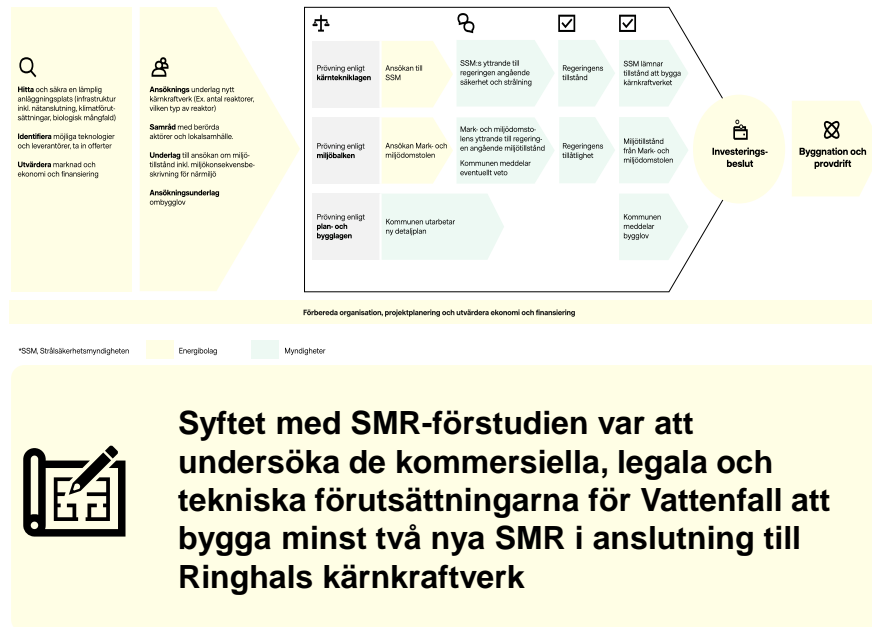 Hitta och säkra en lämplig
anläggningsplats (infrastruktur
inkl. nätanslutning, klimatförut-
sättningar, biologisk mångfald)
Identifiera möjliga teknologier
och leverantörer, ta in offerter
Utvärdera marknad och
ekonomi och finansiering
Ansöknings underlag nytt
kärnkraftverk (Ex. antal reaktorer,
vilken typ av reaktor)
Samråd med berörda
aktörer och lokalsamhälle.
Underlag till ansökan om miljö-
tillstånd inkl. miljökonsekvensbe-
skrivning för närmiljö
Ansökningsunderlag
ombygglov
Prövning enligt
kärntekniklagen
Ansökan till
SSM
SSM:s yttrande till
regeringen angående
säkerhet och strålning
Regeringens
tillstånd
SSM lämnar
tillstånd att bygga
kärnkraftverket
Prövning enligt
miljöbalken
Ansökan Mark- och
miljödomstolen
Mark- och miljödomsto-
lens yttrande till regering-
en angående miljötillstånd
Kommunen meddelar
eventuellt veto
Regeringens
tillåtlighet
Miljötillstånd
från Mark- och
miljödomstolen
Prövning enligt
plan- och
bygglagen
Kommunen utarbetar
ny detaljplan
Kommunen
meddelar
bygglov
Investerings-
beslut
Byggnation och
provdrift
Förbereda organisation, projektplanering och utvärdera ekonomi och finansiering
*SSM, Strålsäkerhetsmyndigheten
Energibolag
Myndigheter
Syftet med SMR-förstudien var att
undersöka de kommersiella, legala och
tekniska förutsättningarna för Vattenfall att
bygga minst två nya SMR i anslutning till
Ringhals kärnkraftverk